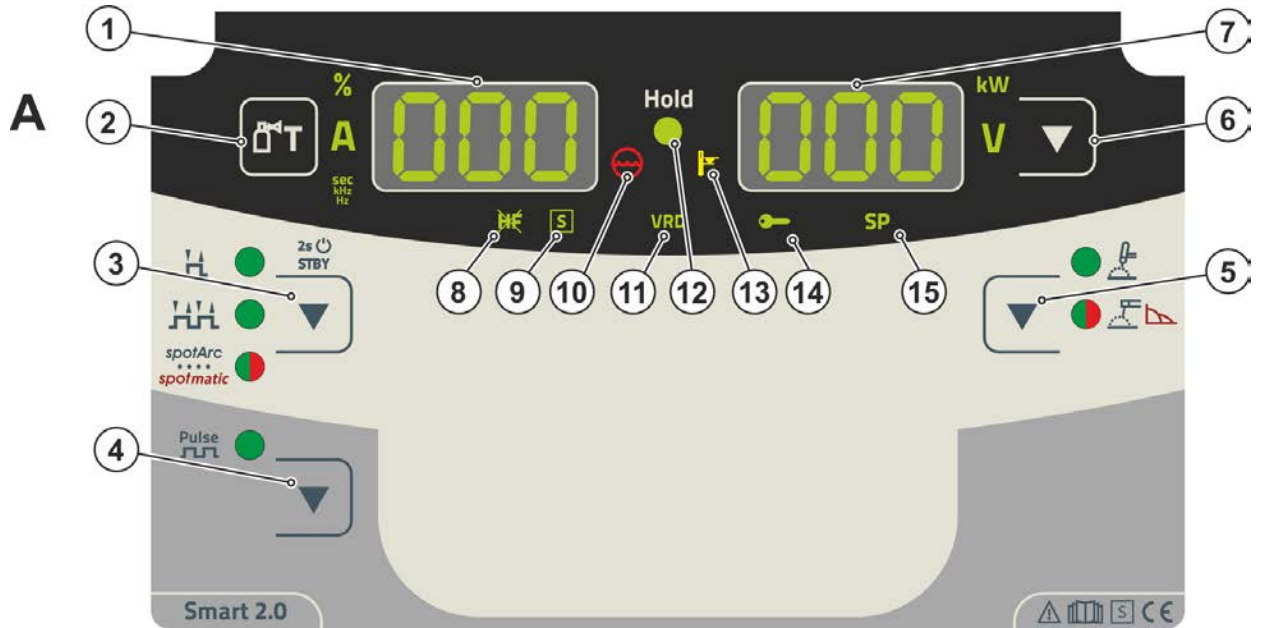 A
1
7
2
%
A
sec
kHz
Hz
000
Hold
000
kW
V
6
T
HF
S
VRD
SP
3
2s
STBY
8
9
10
11
12
13
14
15
5
spotArc
spotmatic
4
Pulse
Smart 2.0
S CE